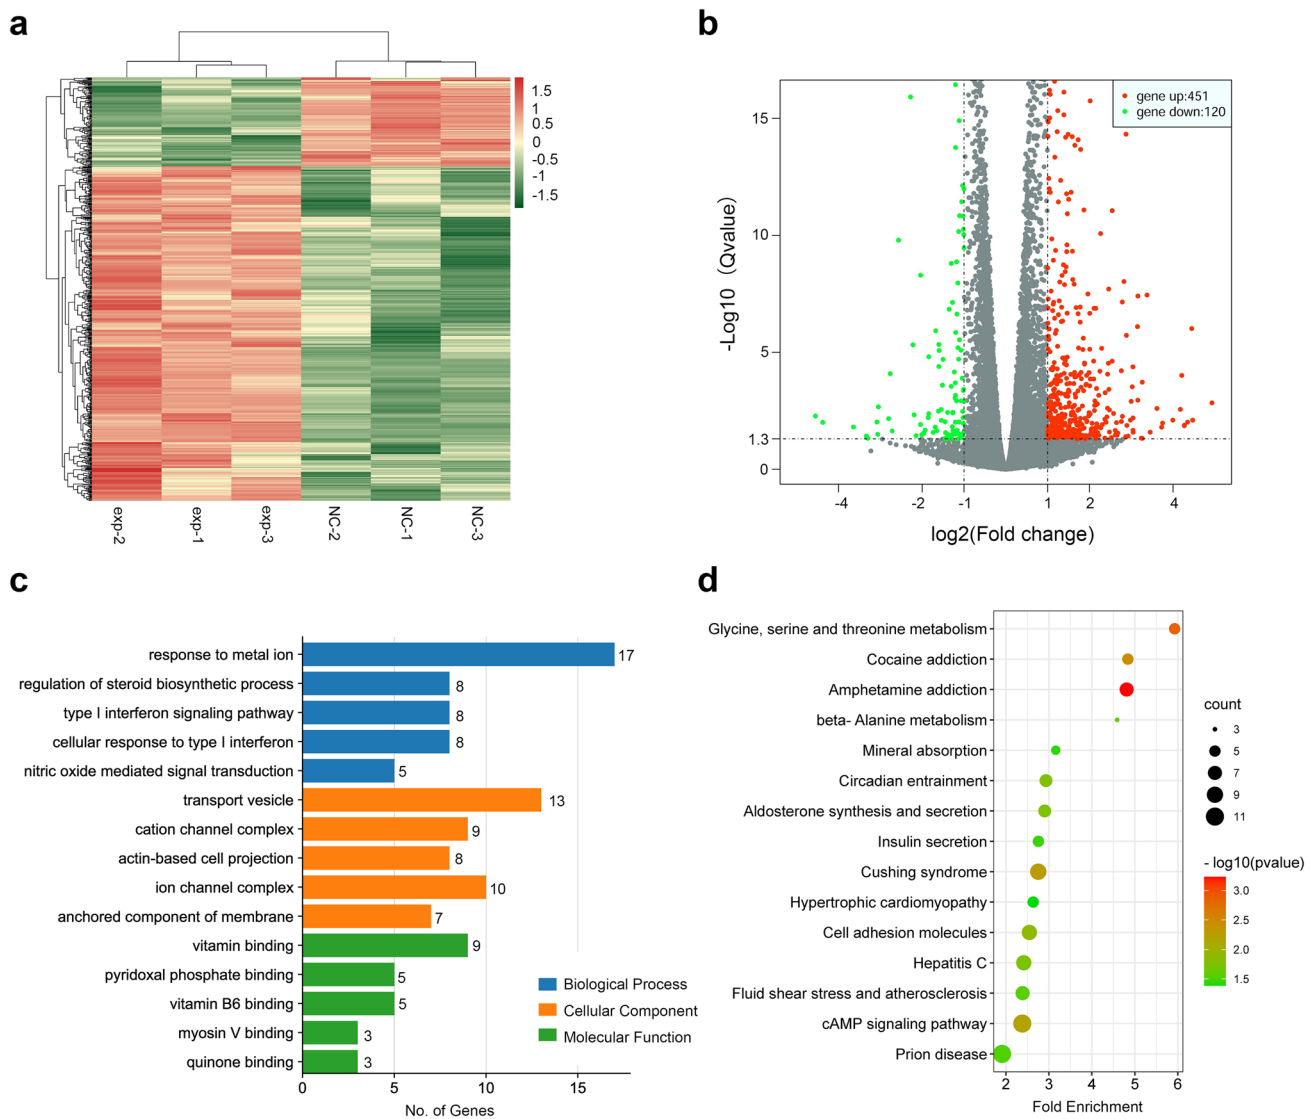 a
1.5
0.5
0
-0.5
-1.5
exp-2
exp-1
exp-3
NC-2
NC-1
NC-3
b
gene up:451
gene down:120
-Log10（Qvalue）
15
10
5
1.3
0
-4
-2
-1
1
2
4
log2(Fold change)
c
response to metal ion
17
regulation of steroid biosynthetic process
8
type I interferon signaling pathway
8
cellular response to type I interferon
8
nitric oxide mediated signal transduction
5
transport vesicle
13
cation channel complex
9
actin-based cell projection
8
ion channel complex
10
anchored component of membrane
7
vitamin binding
9
pyridoxal phosphate binding
5
vitamin B6 binding
5
myosin V binding
3
quinone binding
3
Biological Process
Cellular Component
Molecular Function
0
5
10
15
No. of Genes
d
Glycine, serine and threonine metabolism
Cocaine addiction
Amphetamine addiction
beta- Alanine metabolism
Mineral absorption
Circadian entrainment
Aldosterone synthesis and secretion
Insulin secretion
Cushing syndrome
Hypertrophic cardiomyopathy
Cell adhesion molecules
Hepatitis C
Fluid shear stress and atherosclerosis
cAMP signaling pathway
Prion disease
2
3
4
5
6
Fold Enrichment
count
3
5
7
9
11
- log10(pvalue)
3.0
2.5
2.0
1.5